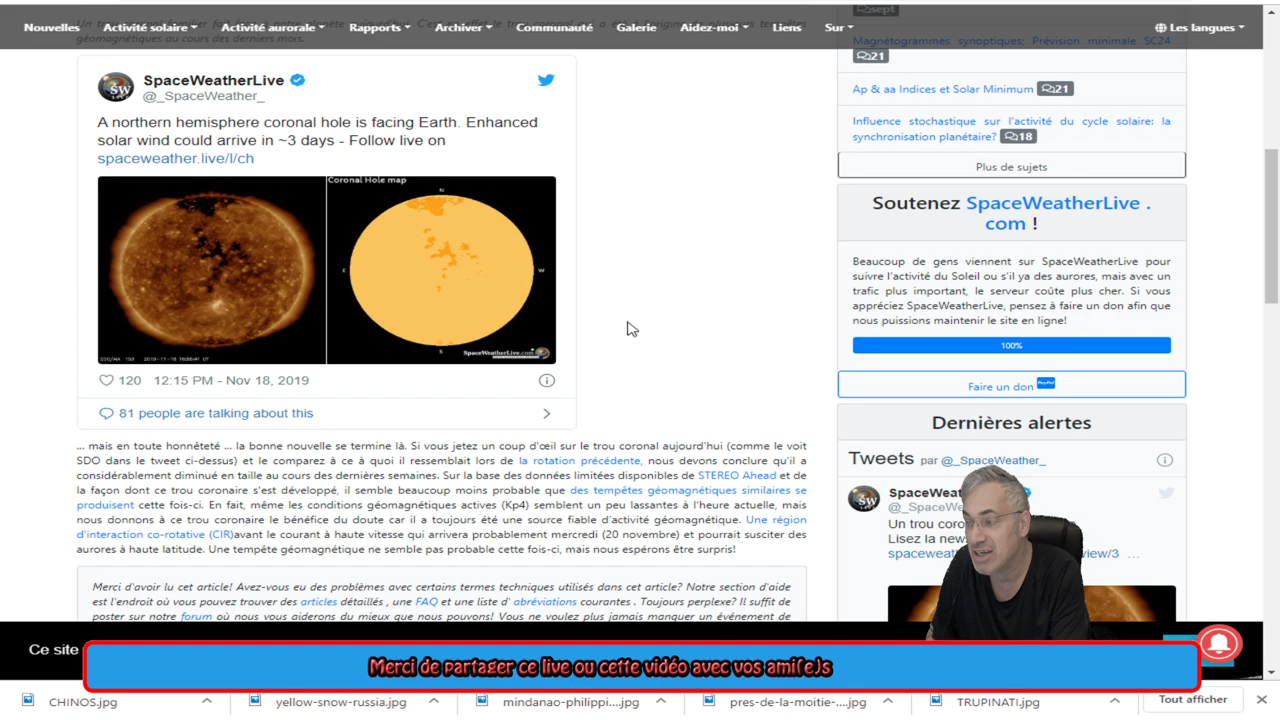 Nouvelles Activité solaire Activité aurorale Rapports Archiver Communauté Galerie Aidez-moi Liens Sur Les langues
géomagnétiques au cours des derniers mois.
SpaceWeatherLive
@_SpaceWeather_
A northern hemisphere coronal hole is facing Earth. Enhanced
solar wind could arrive in ~3 days - Follow live on
spaceweather.live/l/ch
Coronal Hole map
N
E
W
S
SpaceWeatherLive.com
120 12:15 PM - Nov 18, 2019
81 people are talking about this
... mais en toute honnêteté ... la bonne nouvelle se termine là. Si vous jetez un coup d'œil sur le trou coronal aujourd'hui (comme le voit
SDO dans le tweet ci-dessus) et le comparez à ce à quoi il ressemblait lors de la rotation précédente, nous devons conclure qu'il a
considérablement diminué en taille au cours des dernières semaines. Sur la base des données limitées disponibles de STEREO Ahead et de
la façon dont ce trou coronaire s'est développé, il semble beaucoup moins probable que des tempêtes géomagnétiques similaires se
produisent cette fois-ci. En fait, même les conditions géomagnétiques actives (Kp4) semblent un peu lassantes à l'heure actuelle, mais
nous donnons à ce trou coronaire le bénéfice du doute car il a toujours été une source fiable d'activité géomagnétique. Une région
d'interaction co-rotative (CIR)avant le courant à haute vitesse qui arrivera probablement mercredi (20 novembre) et pourrait susciter des
aurores à haute latitude. Une tempête géomagnétique ne semble pas probable cette fois-ci, mais nous espérons être surpris!
Merci d'avoir lu cet article! Avez-vous eu des problèmes avec certains termes techniques utilisés dans cet article? Notre section d'aide
est l'endroit où vous pouvez trouver des articles détaillés , une FAQ et une liste d' abréviations courantes . Toujours perplexe? Il suffit de
poster sur notre forum où nous vous aiderons du mieux que nous pouvons! Vous ne voulez plus jamais manquer un événement de
sept
Magnétogrammes synoptiques; Prévision minimale SC24
21
Ap & aa Indices et Solar Minimum 21
Influence stochastique sur l'activité du cycle solaire: la
synchronisation planétaire? 18
Plus de sujets
Soutenez SpaceWeatherLive .
com !
Beaucoup de gens viennent sur SpaceWeatherLive pour
suivre l'activité du Soleil ou s'il ya des aurores, mais avec un
trafic plus important, le serveur coûte plus cher. Si vous
appréciez SpaceWeatherLive, pensez à faire un don afin que
nous puissions maintenir le site en ligne!
100%
Faire un don PayPal
Dernières alertes
Tweets par @_SpaceWeather_
SpaceWeat
@_SpaceWe
Un trou coro
Lisez la new
spaceweathe view/3 ...
Ce site
Merci de partager ce live ou cette vidéo avec vos ami(e)s
CHINOS.jpg yellow-snow-russia.jpg mindanao-philippi....jpg pres-de-la-moitie-....jpg TRUPINATI.jpg Tout afficher